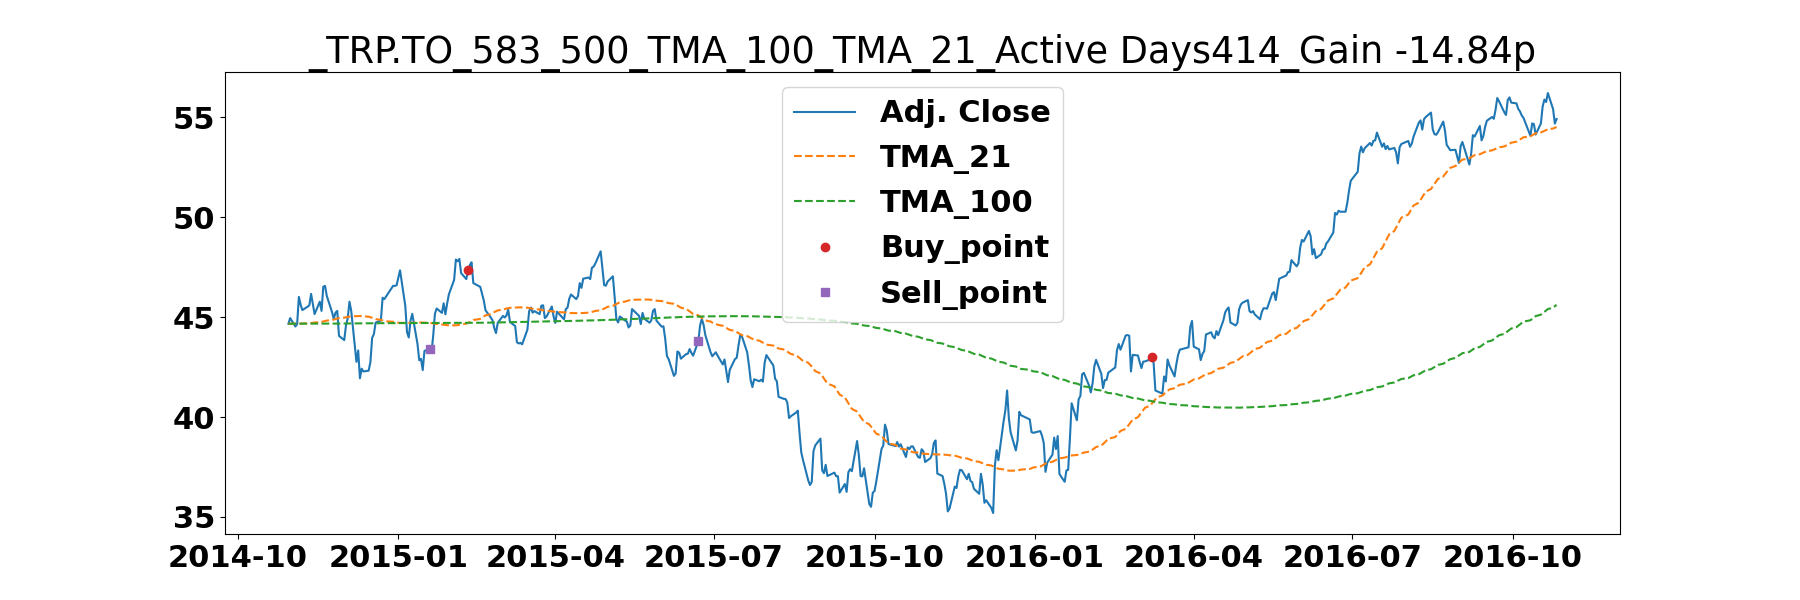 _TRP.TO_583_500_TMA_100_TMA_21_Active Days414_Gain -14.84p
Adj. Close
TMA_21
TMA_100
Buy_point
Sell_point
55
50
45
40
35
2014-10 2015-01 2015-04 2015-07 2015-10 2016-01 2016-04 2016-07 2016-10